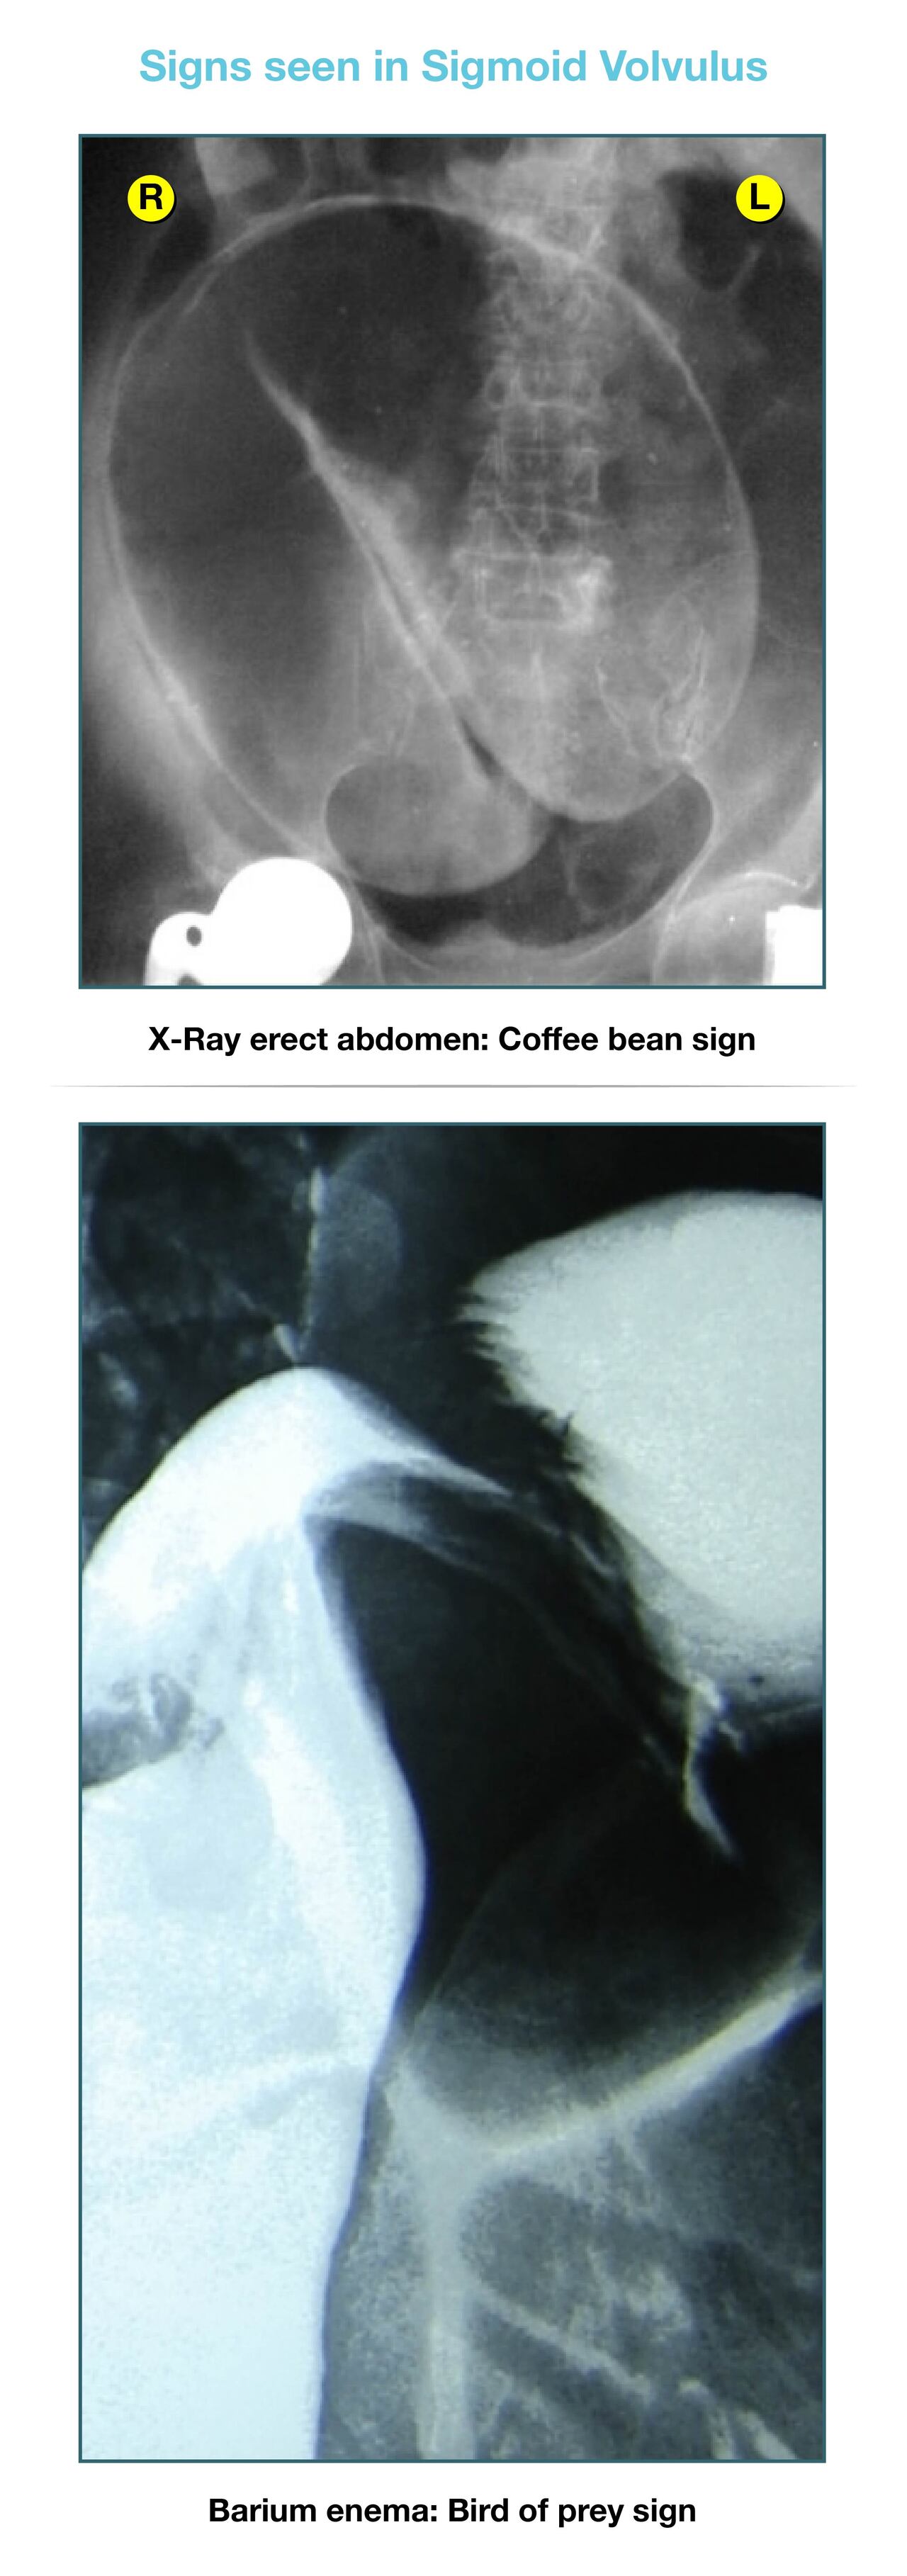 Signs seen in Sigmoid Volvulus
R
L
X-Ray erect abdomen: Coffee bean sign
Barium enema: Bird of prey sign